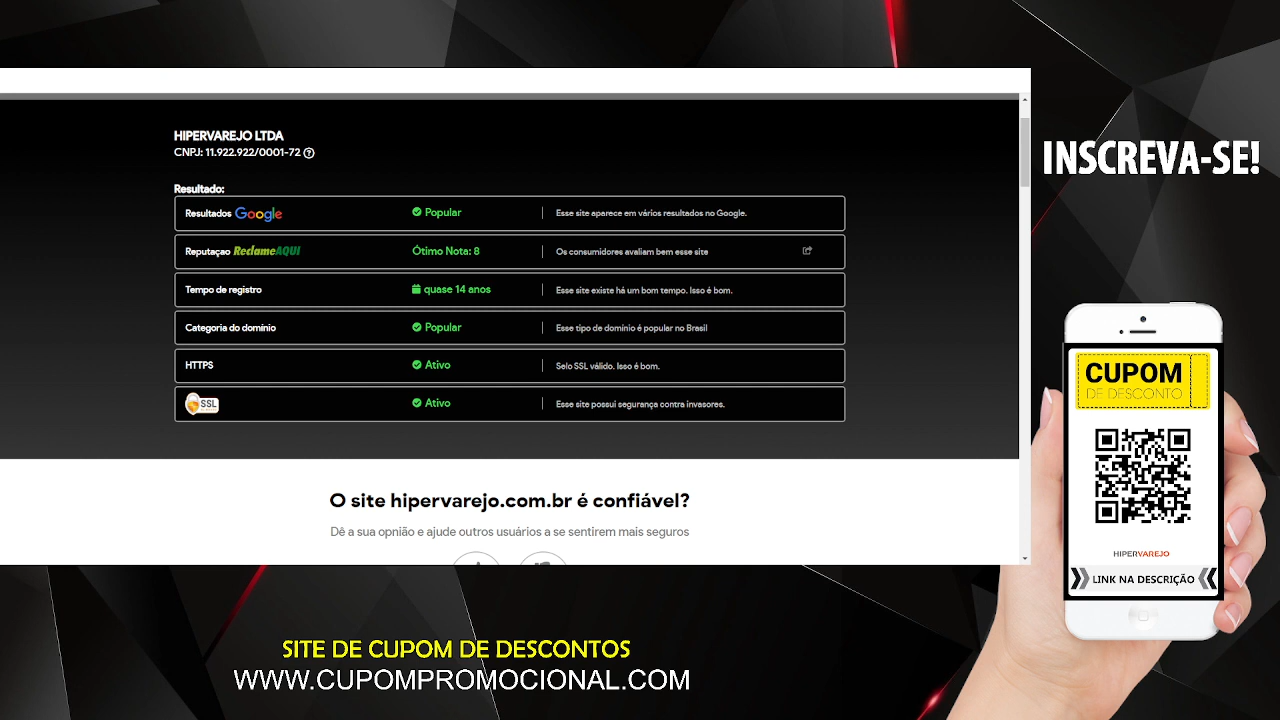 HIPERVAREJO LTDA
CNPJ: 11.922.922/0001-72
Resultado:
Resultados Google Popular Esse site aparece em vários resultados no Google.
Reputaçao ReclameAQUI Ótimo Nota: 8 Os consumidores avaliam bem esse site
Tempo de registro quase 14 anos Esse site existe há um bom tempo. Isso é bom.
Categoria do domínio Popular Esse tipo de domínio é popular no Brasil
HTTPS Ativo Selo SSL válido. Isso é bom.
SSL Ativo Esse site possui segurança contra invasores.
O site hipervarejo.com.br é confiável?
Dê a sua opnião e ajude outros usuários a se sentirem mais seguros
INSCREVA-SE!
CUPOM
DE DESCONTO
HIPERVAREJO
LINK NA DESCRIÇÃO
SITE DE CUPOM DE DESCONTOS
WWW.CUPOMPROMOCIONAL.COM